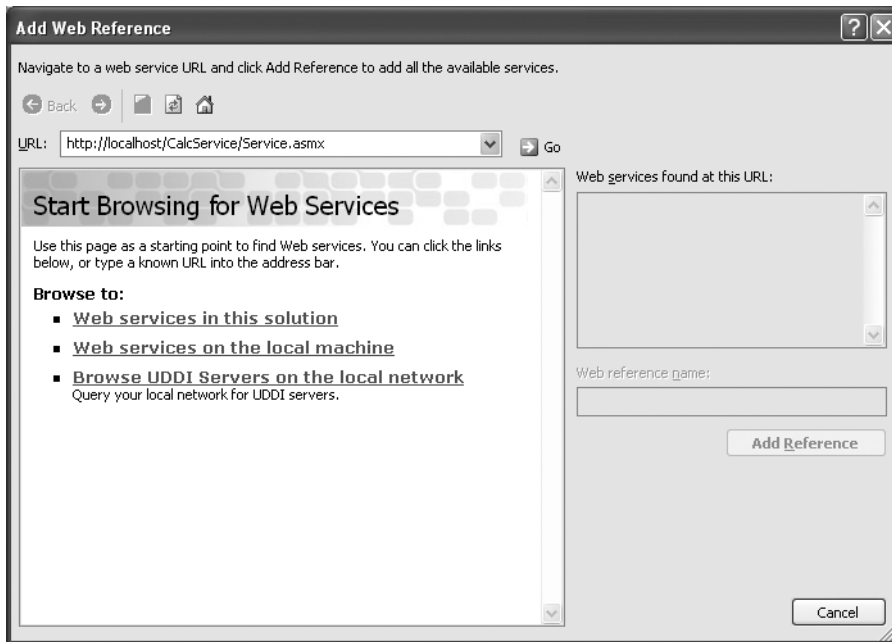 Add Web Reference
Navigate to a web service URL and click Add Reference to add all the available services.
Back
URL: http://localhost/CalcService/Service.asmx Go
Start Browsing for Web Services
Use this page as a starting point to find Web services. You can click the links
below, or type a known URL into the address bar.
Browse to:
Web services in this solution
Web services on the local machine
Browse UDDI Servers on the local network
Query your local network for UDDI servers.
Web services found at this URL:
Web reference name:
Add Reference
Cancel